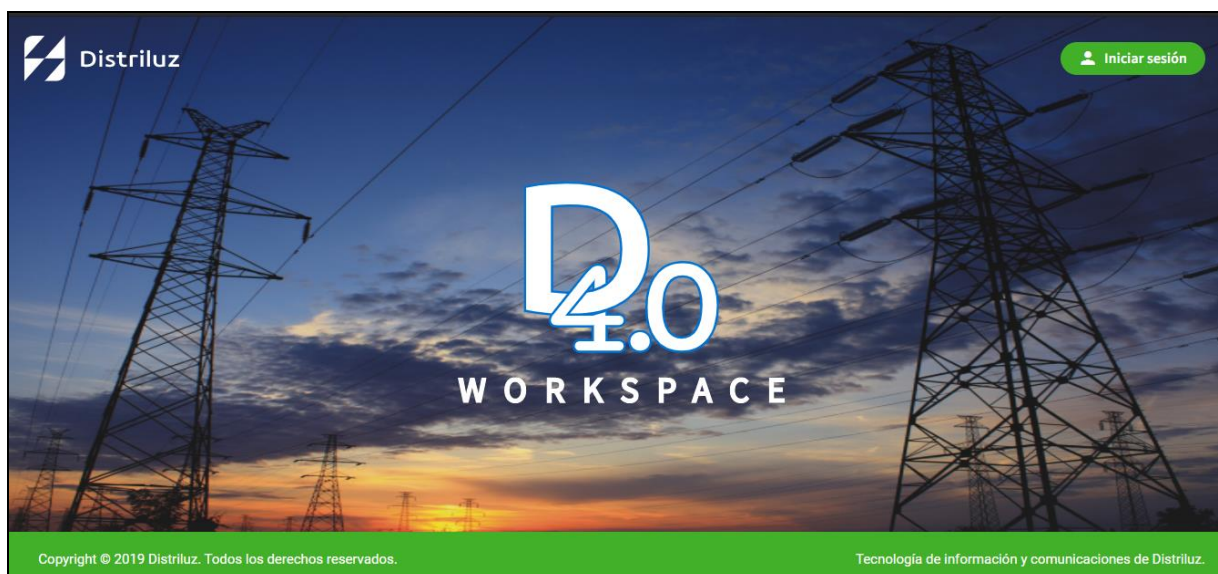 Distriluz
Iniciar sesión
D4.0
WORKSPACE
Copyright © 2019 Distriluz. Todos los derechos reservados.
Tecnología de información y comunicaciones de Distriluz.